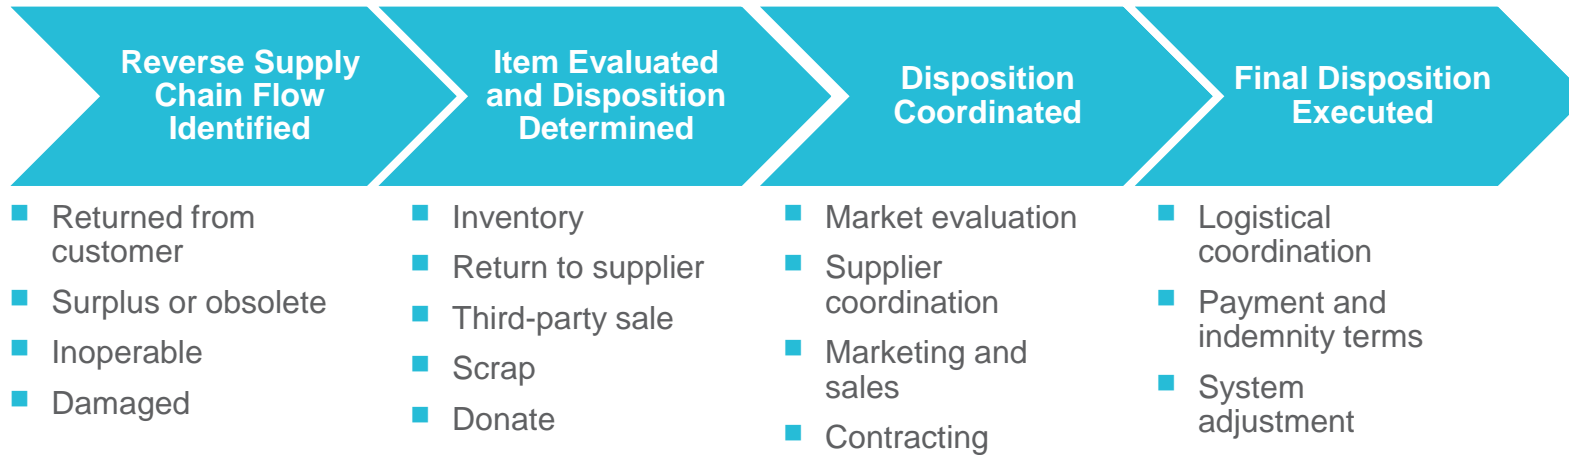 Reverse Supply
Chain Flow
Identified
Item Evaluated
and Disposition
Determined
Disposition
Coordinated
Final Disposition
Executed
Returned from
customer
Surplus or obsolete
Inoperable
Damaged
Inventory
Return to supplier
Third-party sale
Scrap
Donate
Market evaluation
Supplier
coordination
Marketing and
sales
Contracting
Logistical
coordination
Payment and
indemnity terms
System
adjustment